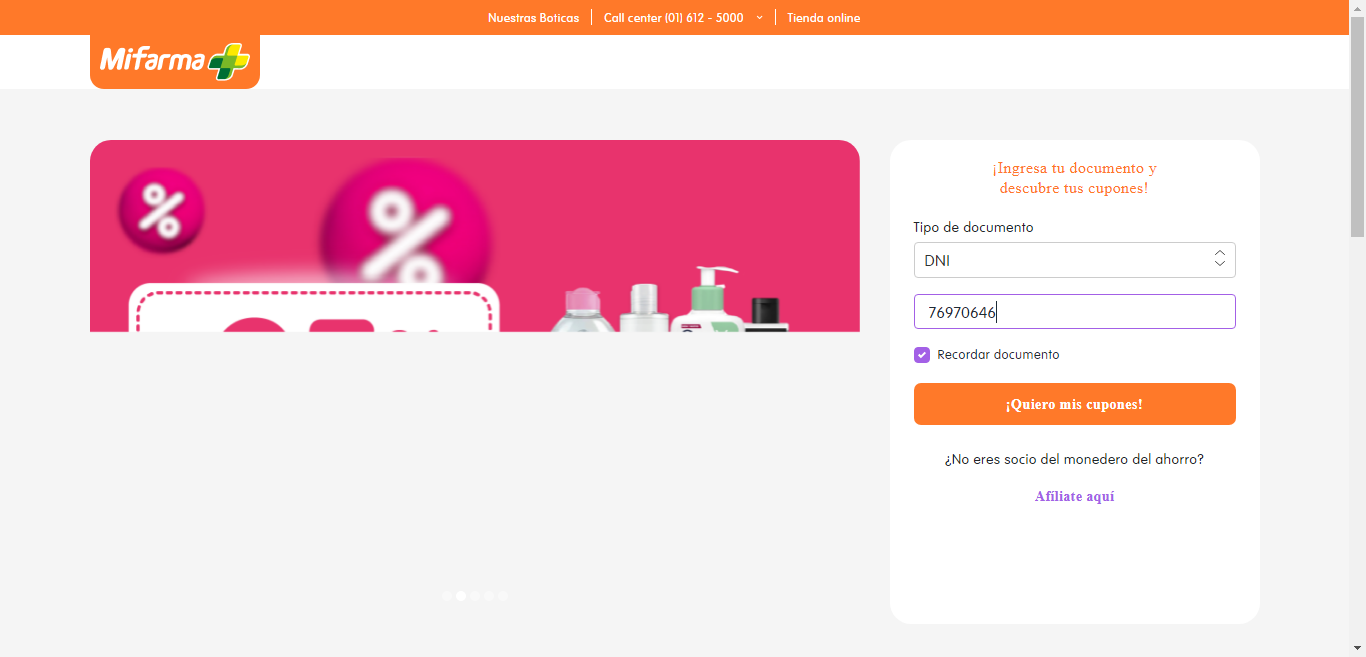 Nuestras Boticas
Call center (01) 612 - 5000
Tienda online
Mifarma
¡Ingresa tu documento y
descubre tus cupones!
Tipo de documento
DNI
76970646
Recordar documento
¡Quiero mis cupones!
¿No eres socio del monedero del ahorro?
Afíliate aquí
%
%